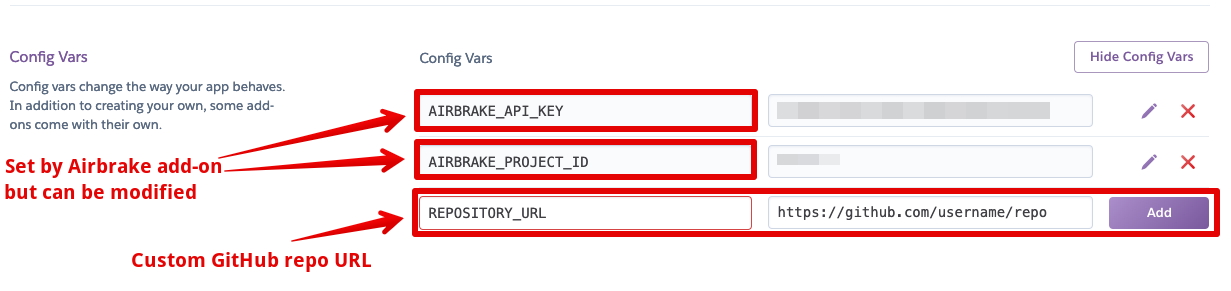 Config Vars
Config vars change the way your app behaves.
In addition to creating your own, some add-
ons come with their own.
Set by Airbrake add-on
but can be modified
Custom GitHub repo URL
Config Vars
Hide Config Vars
AIRBRAKE_API_KEY
AIRBRAKE_PROJECT_ID
REPOSITORY_URL
https://github.com/username/repo
Add